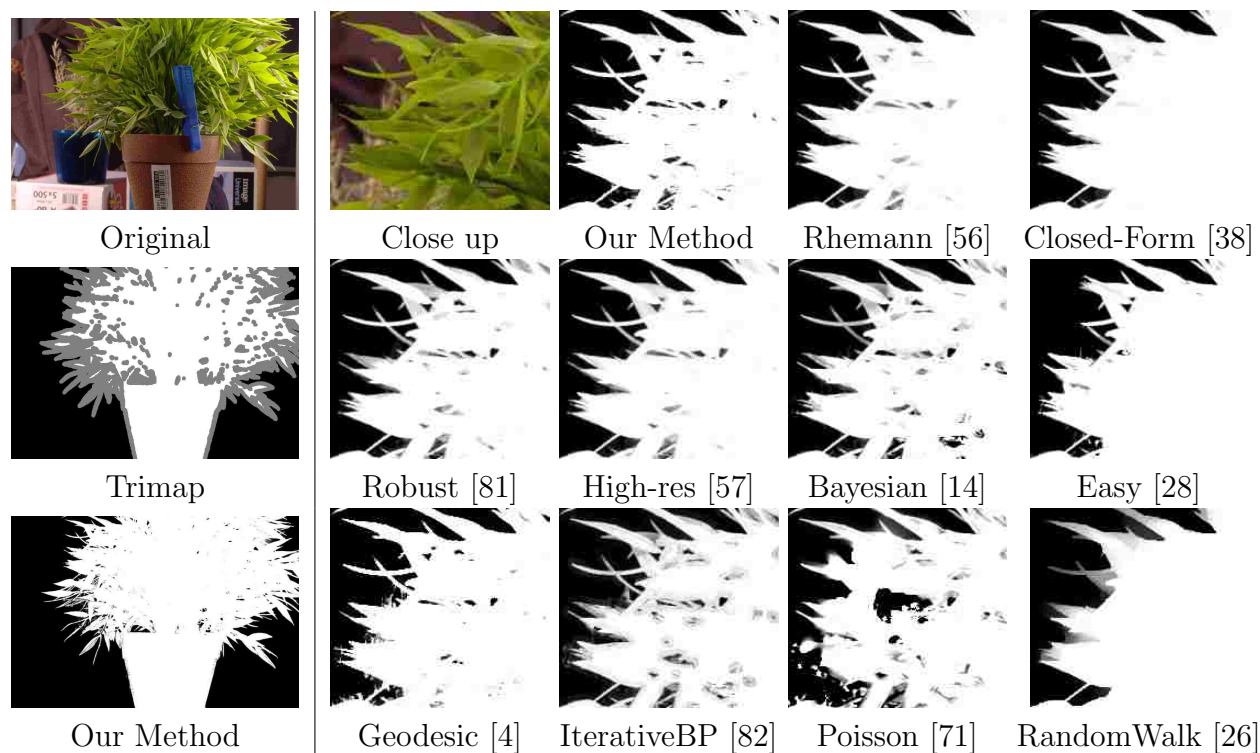 Original
Close up
Our Method
Rhemann [56]
Closed-Form [38]
Trimap
Robust [81]
High-res [57]
Bayesian [14]
Easy [28]
Our Method
Geodesic [4]
IterativeBP [82]
Poisson [71]
RandomWalk [26]